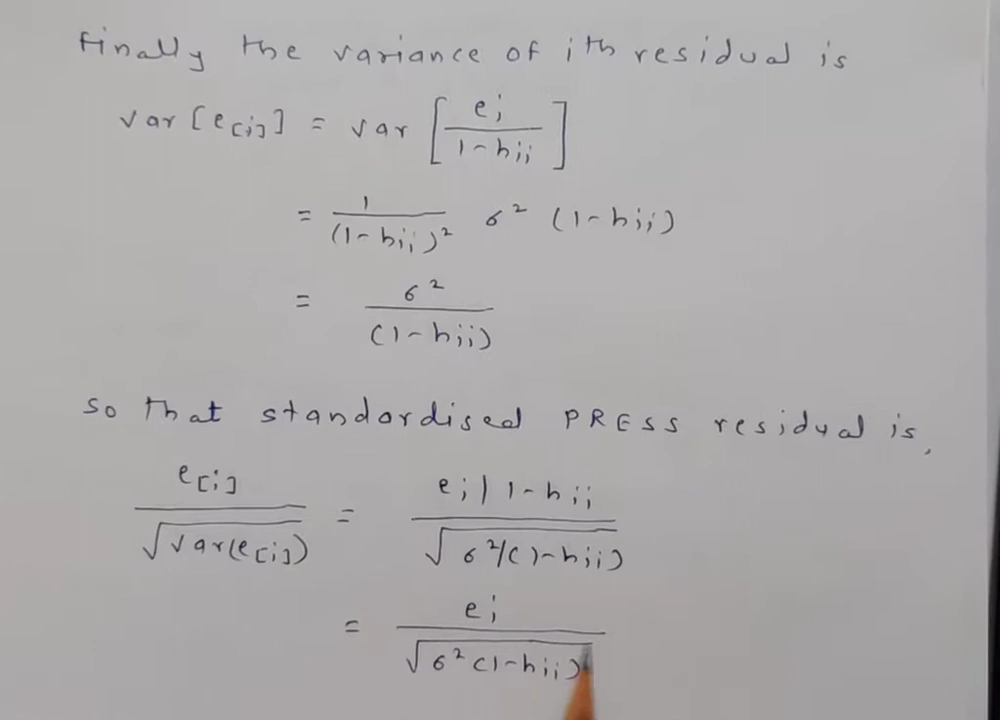 Finally the variance of ith residual is
var[e[i]] = var [ei / 1-hii]
= 1 / (1-hii)² σ² (1-hii)
= σ² / (1-hii)
so that standardised PRESS residual is,
e[i] / √var(e[i]) = ei/1-hii / √σ²/(1-hii)
= ei / √σ²(1-hii)